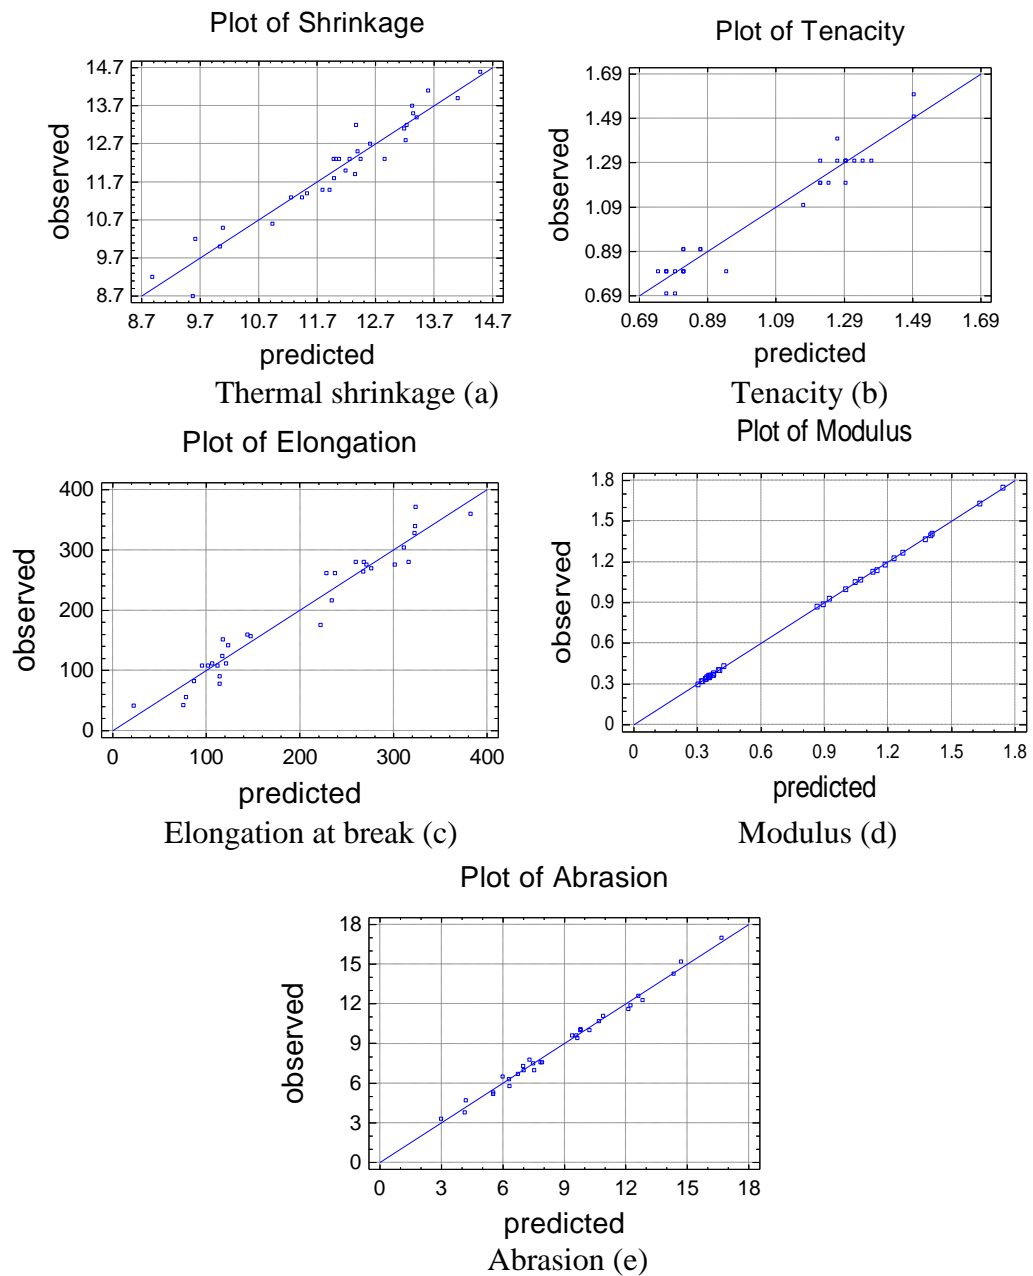 Plot of Shrinkage
14.7
13.7
12.7
11.7
10.7
9.7
8.7
observed
8.7 9.7 10.7 11.7 12.7 13.7 14.7
predicted
Thermal shrinkage (a)
Plot of Tenacity
1.69
1.49
1.29
1.09
0.89
0.69
observed
0.69 0.89 1.09 1.29 1.49 1.69
predicted
Tenacity (b)
Plot of Elongation
400
300
200
100
0
observed
0 100 200 300 400
predicted
Elongation at break (c)
Plot of Modulus
1.8
1.5
1.2
0.9
0.6
0.3
0
observed
0 0.3 0.6 0.9 1.2 1.5 1.8
predicted
Modulus (d)
Plot of Abrasion
18
15
12
9
6
3
0
observed
0 3 6 9 12 15 18
predicted
Abrasion (e)